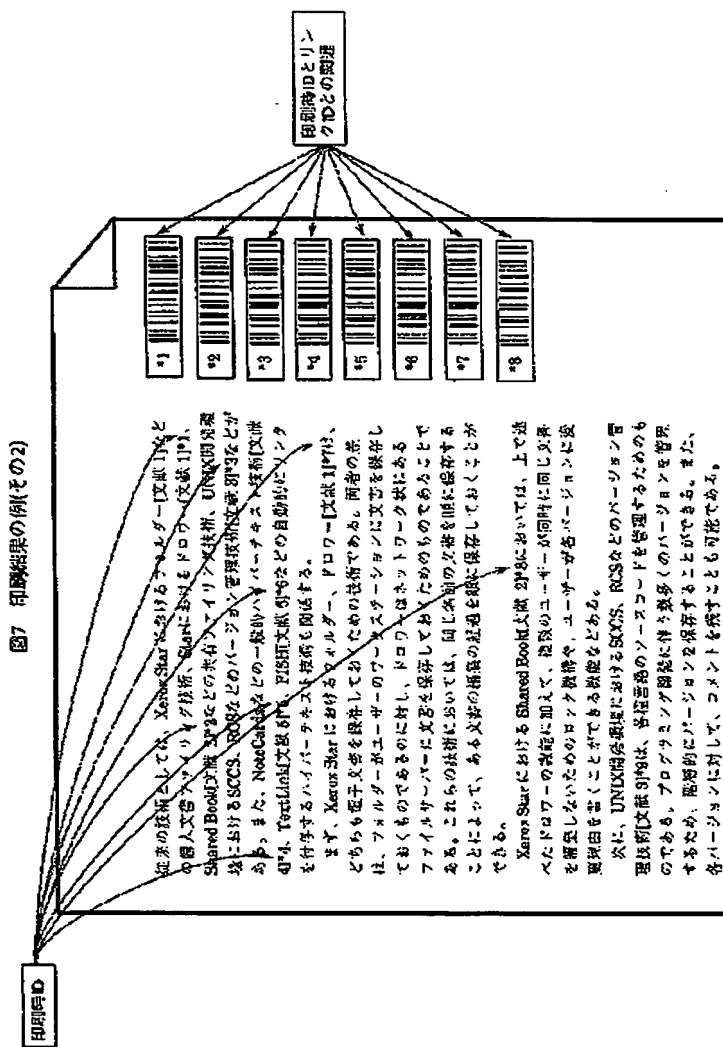 図7 印刷結果の例(その2)
印刷時ID
印刷時IDとリン
クIDとの関連
従来の技術としては、Xerox Starにおけるフォルダー[文献 1]など
の個人文書ファイリング技術、Starにおけるドロワー[文献 1]*1、
Shared Book[文献 2]*2などの共有ファイリング技術、UNIX開発環
境におけるSCCS、RCSなどのバージョン管理技術[文献 3]*3などが
ある。また、NoteCardsなどの一般的ハイパーテキスト技術[文献
4]*4、TextLink[文献 5]*5、FISH[文献 6]*6などの自動的にリンク
を付与するハイパーテキスト技術も関係する。
まず、Xerox Starにおけるフォルダー、ドロワー[文献 1]*7は、
どちらも電子文書を保存しておくための技術である。両者の差
は、フォルダーがユーザーのワークステーションに文書を保存し
ておくものであるのに対し、ドロワーはネットワーク上にある
ファイルサーバーに文書を保存しておくためのものであることで
ある。これらの技術においては、同じ名前の文書を順に保存する
ことによって、ある文書の構築の経過を順に保存しておくことが
できる。
Xerox StarにおけるShared Book[文献 2]*8においては、上で述
べたドロワーの機能に加えて、複数のユーザーが同時に同じ文書
を編集しないためのロック機構や、ユーザーが各バージョンに変
更理由を書くことができる機能などある。
次に、UNIX開発環境におけるSCCS、RCSなどのバージョン管
理技術[文献 3]*9は、各種言語のソースコードを管理するためのも
のである。プログラミング開発に伴う数多くのバージョンを管理
するため、階層的にバージョンを保存することができる。また、
各バージョンに対して、コメントを残すことも可能である。
*1
*2
*3
*4
*5
*6
*7
*8